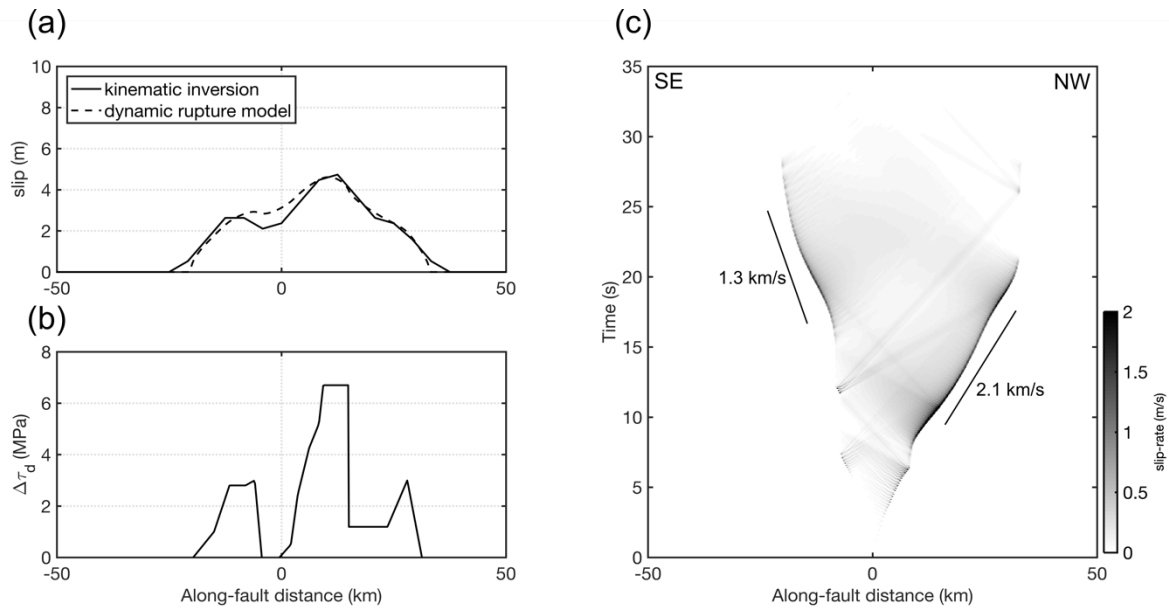 (a)
10
8
6
4
2
0
slip (m)
kinematic inversion
dynamic rupture model
-50
0
50
(b)
8
6
4
2
0
Δτd (MPa)
-50
0
50
Along-fault distance (km)
(c)
35
30
25
20
15
10
5
0
Time (s)
SE
NW
1.3 km/s
2.1 km/s
-50
0
50
Along-fault distance (km)
2
1.5
1
0.5
0
slip-rate (m/s)